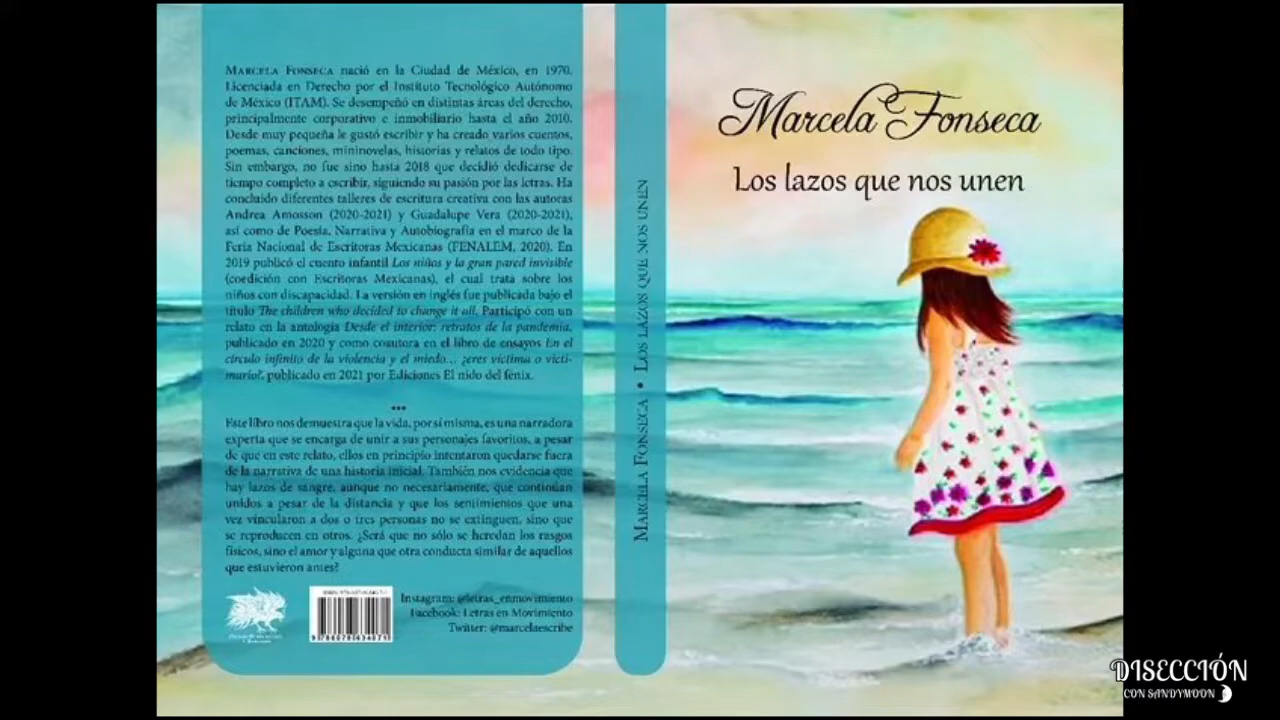 MARCELA FONSECA nació en la Ciudad de México, en 1970.
Licenciada en Derecho por el Instituto Tecnológico Autónomo
de México (ITAM). Se desempeñó en distintas áreas del derecho,
principalmente corporativo e inmobiliario hasta el año 2010.
Desde muy pequeña le gustó escribir y ha creado varios cuentos,
poemas, canciones, mininovelas, historias y relatos de todo tipo.
Sin embargo, no fue sino hasta 2018 que decidió dedicarse de
tiempo completo a escribir, siguiendo su pasión por las letras. Ha
concluido diferentes talleres de escritura creativa con las autoras
Andrea Amosson (2020-2021) y Guadalupe Vera (2020-2021),
así como de Poesía, Narrativa y Autobiografía en el marco de la
Feria Nacional de Escritoras Mexicanas (FENALEM, 2020). En
2019 publicó el cuento infantil Los niños y la gran pared invisible
(coedición con Escritoras Mexicanas), el cual trata sobre los
niños con discapacidad. La versión en inglés fue publicada bajo el
título The children who decided to change it all. Participó con un
relato en la antología Desde el interior: retratos de la pandemia,
publicado en 2020 y como coautora en el libro de ensayos En el
círculo infinito de la violencia y el miedo... ¿eres víctima o victi-
mario?, publicado en 2021 por Ediciones El nido del fénix.
•••
Este libro nos demuestra que la vida, por sí misma, es una narradora
experta que se encarga de unir a sus personajes favoritos, a pesar
de que en este relato, ellos en principio intentaron quedarse fuera
de la narrativa de una historia inicial. También nos evidencia que
hay lazos de sangre, aunque no necesariamente, que continúan
unidos a pesar de la distancia y que los sentimientos que una
vez vincularon a dos o tres personas no se extinguen, sino que
se reproducen en otros. ¿Será que no sólo se heredan los rasgos
físicos, sino el amor y alguna que otra conducta similar de aquellos
que estuvieron antes?
Instagram: @letras_enmovimiento
Facebook: Letras en Movimiento
Twitter: @marcelaescribe
MARCELA FONSECA • LOS LAZOS QUE NOS UNEN
Marcela Fonseca
Los lazos que nos unen
DISECCIÓN
CON SANDYMOON